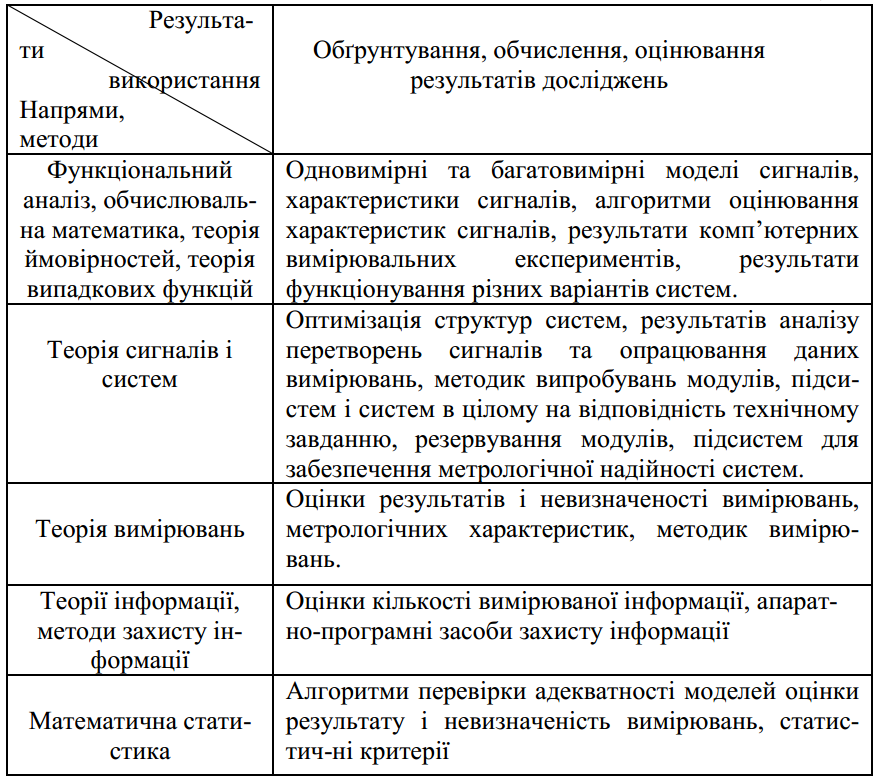 Результа-
ти
використання
Напрями,
методи
Обґрунтування, обчислення, оцінювання
результатів досліджень
Функціональний
аналіз, обчислюваль-
на математика, теорія
ймовірностей, теорія
випадкових функцій
Одновимірні та багатовимірні моделі сигналів,
характеристики сигналів, алгоритми оцінювання
характеристик сигналів, результати комп’ютерних
вимірювальних експериментів, результати
функціонування різних варіантів систем.
Теорія сигналів і
систем
Оптимізація структур систем, результатів аналізу
перетворень сигналів та опрацювання даних
вимірювань, методик випробувань модулів, підси-
стем і систем в цілому на відповідність технічному
завданню, резервування модулів, підсистем для
забезпечення метрологічної надійності систем.
Теорія вимірювань
Оцінки результатів і невизначеності вимірювань,
метрологічних характеристик, методик вимірю-
вань.
Теорії інформації,
методи захисту ін-
формації
Оцінки кількості вимірюваної інформації, апарат-
но-програмні засоби захисту інформації
Математична стати-
стика
Алгоритми перевірки адекватності моделей оцінки
результату і невизначеність вимірювань, статис-
тич-ні критерії